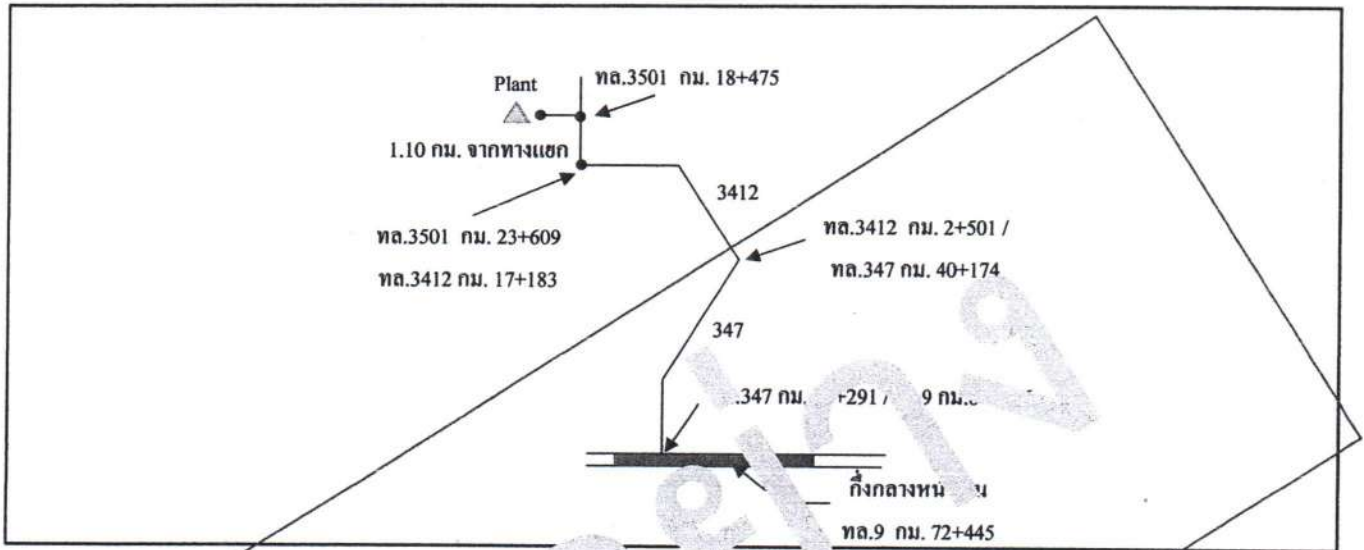 Plant
ทล.3501 กม. 18+475
1.10 กม. จากทางแยก
3412
ทล.3501 กม. 23+609
ทล.3412 กม. 17+183
ทล.3412 กม. 2+501 /
ทล.347 กม. 40+174
347
.347 กม. +291 / 9 กม.
กึ่งกลางหน
ทล.9 กม. 72+445